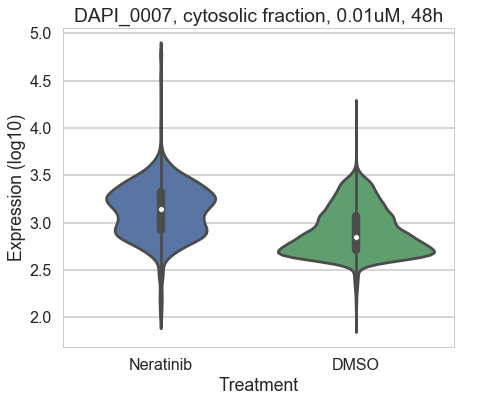 DAPI_0007, cytosolic fraction, 0.01uM, 48h
5.0
4.5
4.0
3.5
3.0
2.5
2.0
Expression (log10)
Neratinib
DMSO
Treatment